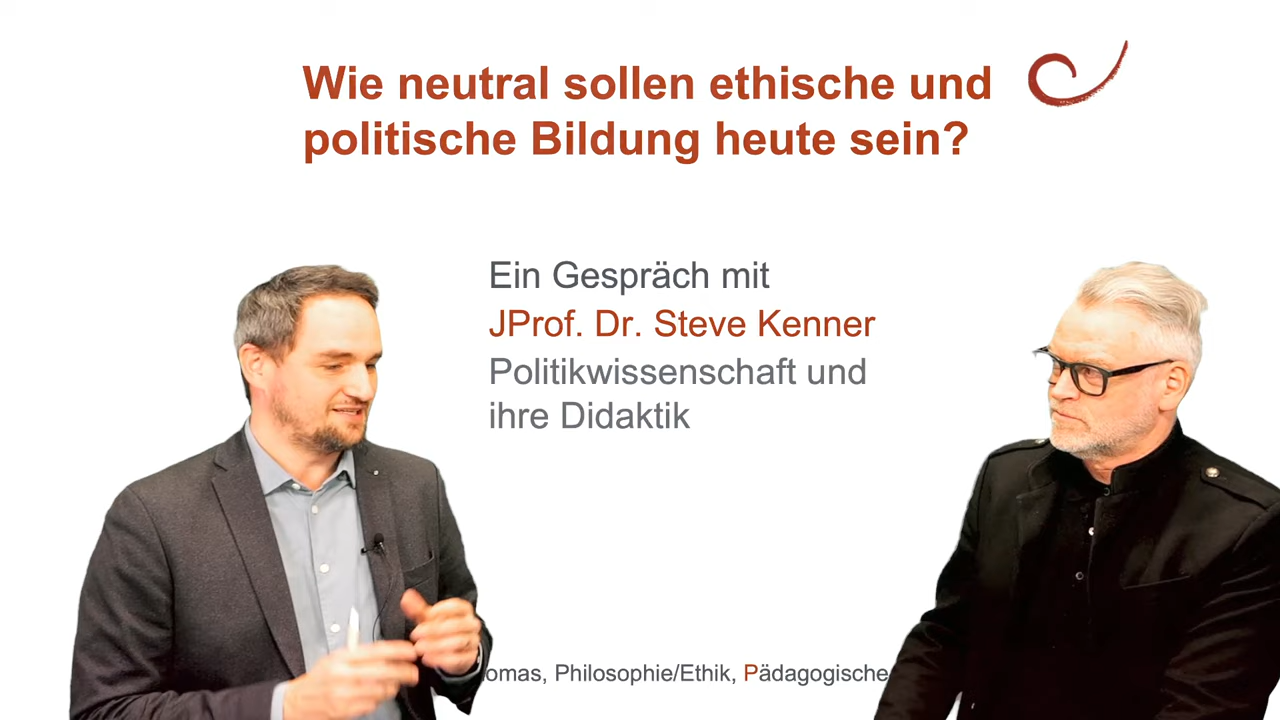 Wie neutral sollen ethische und
politische Bildung heute sein?
Ein Gespräch mit
JProf. Dr. Steve Kenner
Politikwissenschaft und
ihre Didaktik
omas, Philosophie/Ethik, Pädagogische